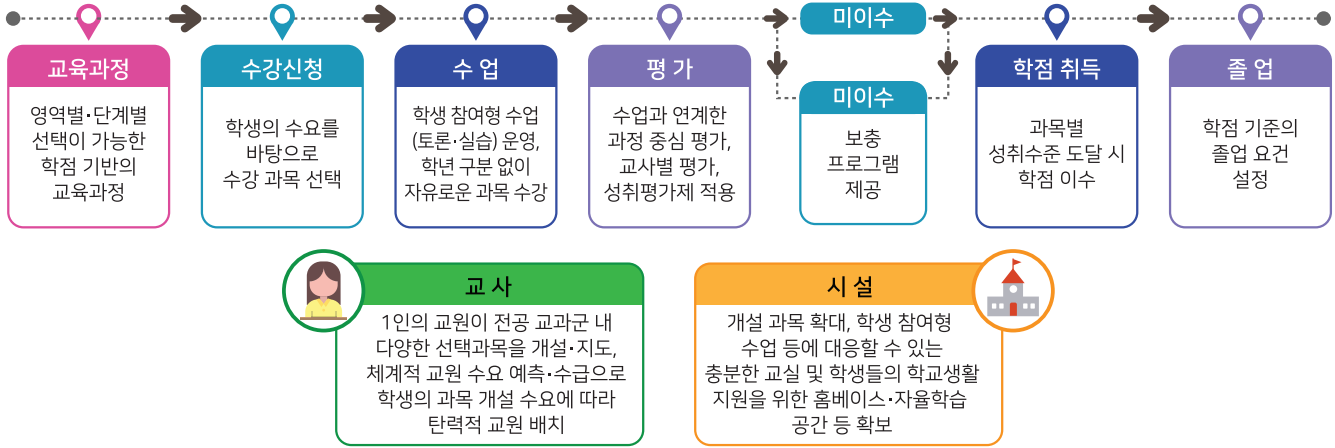 교육과정
영역별·단계별
선택이 가능한
학점 기반의
교육과정
수강신청
학생의 수요를
바탕으로
수강 과목 선택
수 업
학생 참여형 수업
(토론·실습) 운영,
학년 구분 없이
자유로운 과목 수강
평 가
수업과 연계한
과정 중심 평가,
교사별 평가,
성취평가제 적용
미이수
미이수
보충
프로그램
제공
학점 취득
과목별
성취수준 도달 시
학점 이수
졸 업
학점 기준의
졸업 요건
설정
교 사
1인의 교원이 전공 교과군 내
다양한 선택과목을 개설·지도,
체계적 교원 수요 예측·수급으로
학생의 과목 개설 수요에 따라
탄력적 교원 배치
시 설
개설 과목 확대, 학생 참여형
수업 등에 대응할 수 있는
충분한 교실 및 학생들의 학교생활
지원을 위한 홈베이스·자율학습
공간 등 확보